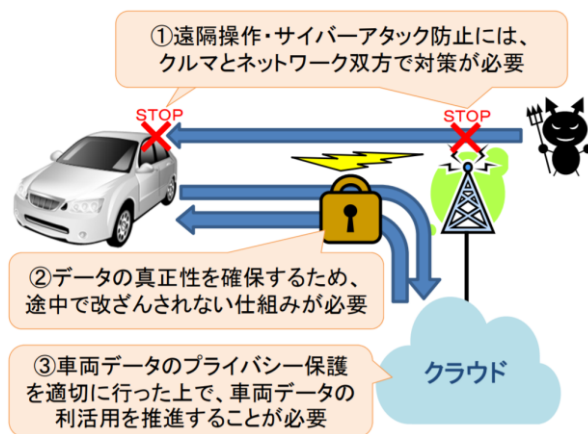 ①遠隔操作・サイバーアタック防止には、
クルマとネットワーク双方で対策が必要
STOP
STOP
②データの真正性を確保するため、
途中で改ざんされない仕組みが必要
③車両データのプライバシー保護
を適切に行った上で、車両データの
利活用を推進することが必要
クラウド